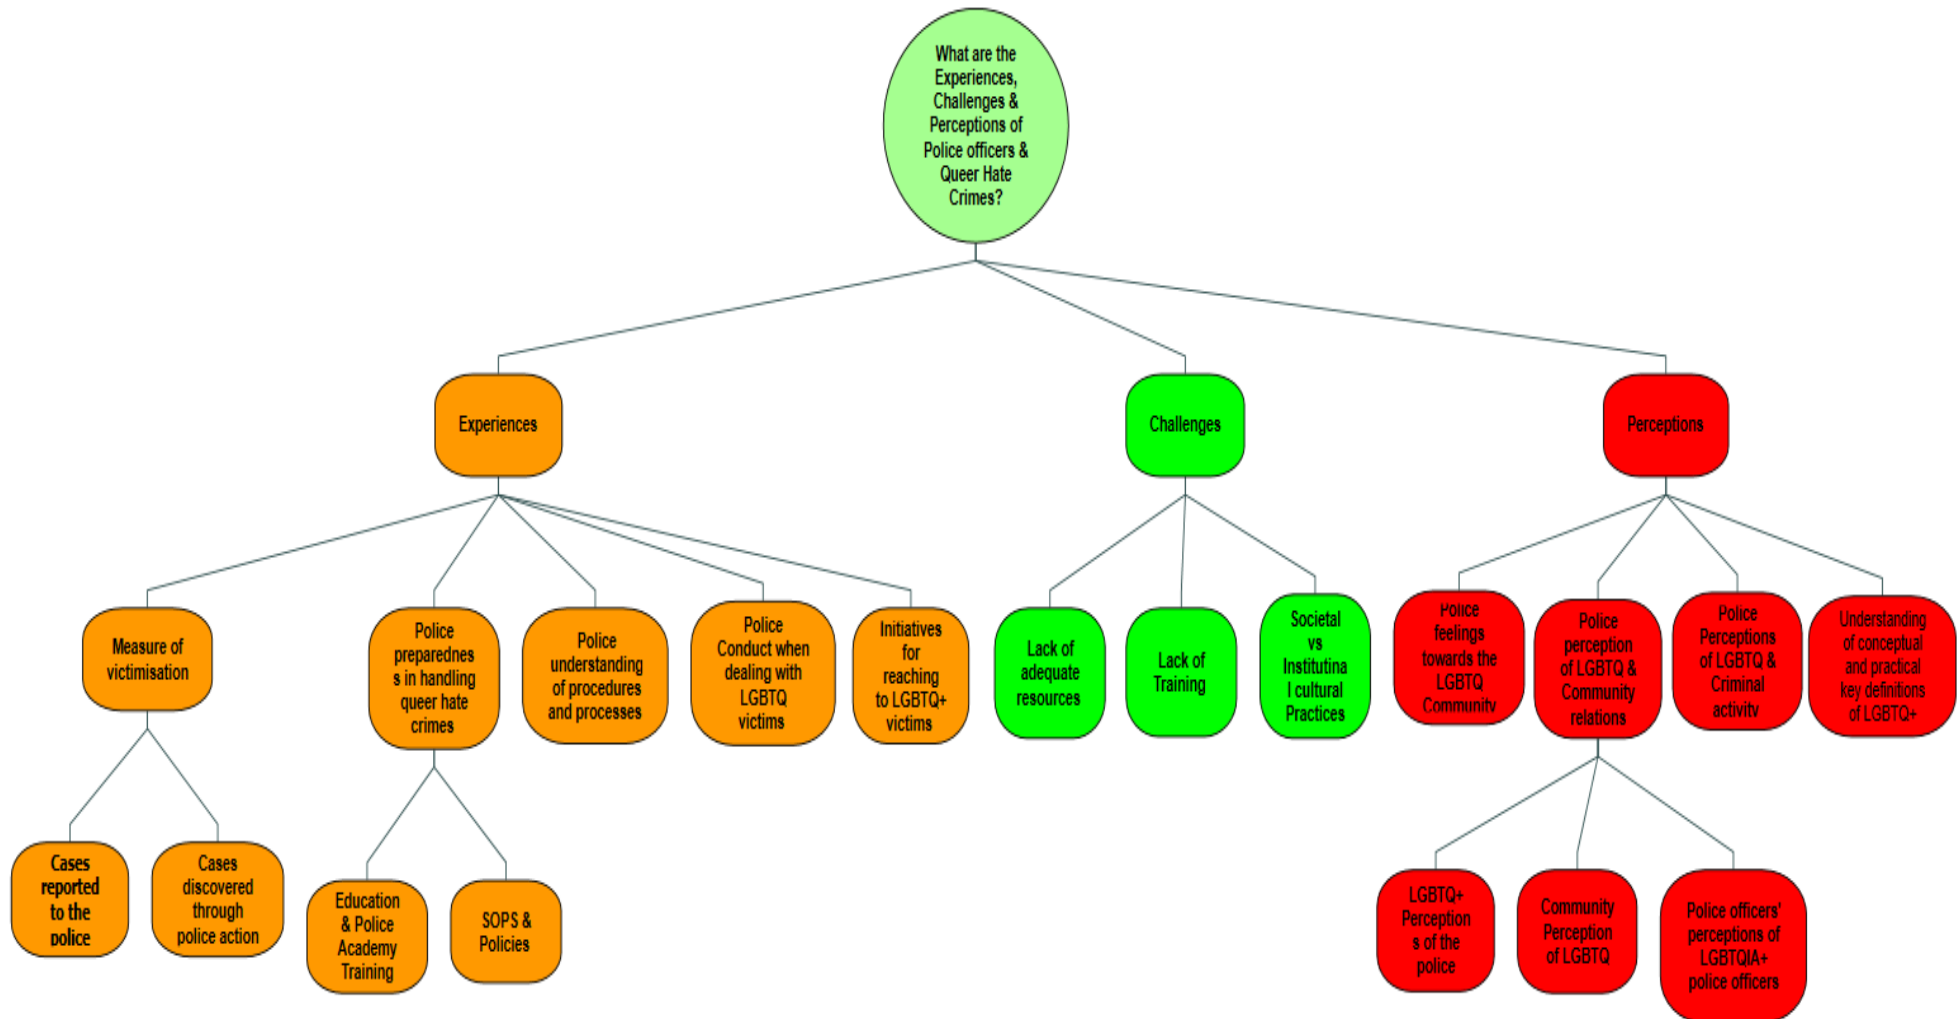 What are the
Experiences,
Challenges &
Perceptions of
Police officers &
Queer Hate
Crimes?
Experiences
Challenges
Perceptions
Measure of
victimisation
Police
preparednes
s in handling
queer hate
crimes
Police
understanding
of procedures
and processes
Police
Conduct when
dealing with
LGBTQ
victims
Initiatives
for
reaching
to LGBTQ+
victims
Lack of
adequate
resources
Lack of
Training
Societal
vs
Institutina
l cultural
Practices
Police
feelings
towards the
LGBTQ
Community
Police
perception
of LGBTQ &
Community
relations
Police
Perceptions
of LGBTQ &
Criminal
activity
Understanding
of conceptual
and practical
key definitions
of LGBTQ+
Cases
reported
to the
police
Cases
discovered
through
police action
Education
& Police
Academy
Training
SOPS &
Policies
LGBTQ+
Perception
s of the
police
Community
Perception
of LGBTQ
Police officers'
perceptions of
LGBTQIA+
police officers